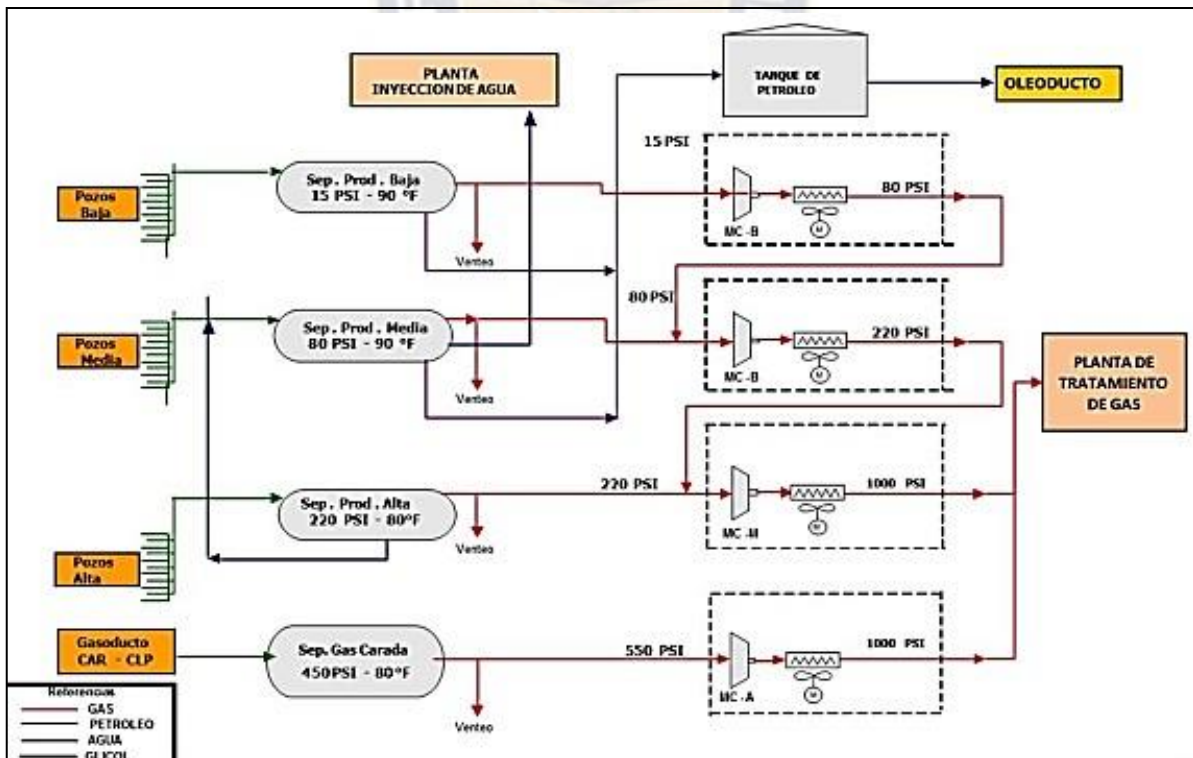 PLANTA
INYECCION DE AGUA
TANQUE DE
PETROLEO
OLEODUCTO
Pozos
Baja
Sep. Prod. Baja
15 PSI - 90 °F
Venteo
15 PSI
MC-B
M
80 PSI
Pozos
Media
Sep. Prod. Media
80 PSI - 90 °F
Venteo
80 PSI
MC-B
M
220 PSI
PLANTA DE
TRATAMIENTO
DE GAS
Pozos
Alta
Sep. Prod. Alta
220 PSI - 80°F
Venteo
220 PSI
MC-M
M
1000 PSI
Gasoducto
CAR - CLP
Sep. Gas Carada
450PSI - 80°F
Venteo
550 PSI
MC-A
M
1000 PSI
Referencias
GAS
PETROLEO
AGUA
GLICOL